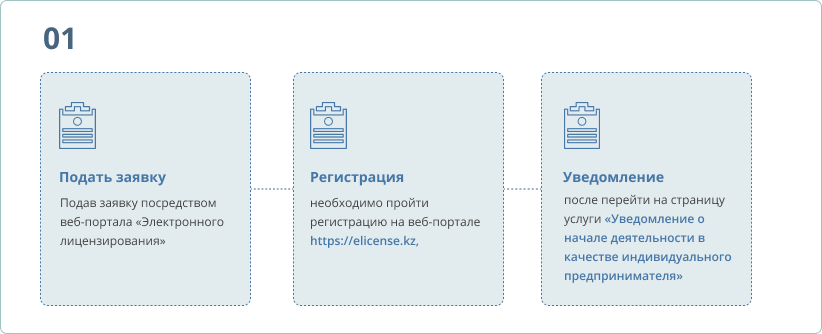 01
Подать заявку
Подав заявку посредством
веб-портала «Электронного
лицензирования»
Регистрация
необходимо пройти
регистрацию на веб-портале
https://elicense.kz,
Уведомление
после перейти на страницу
услуги «Уведомление о
начале деятельности в
качестве индивидуального
предпринимателя»